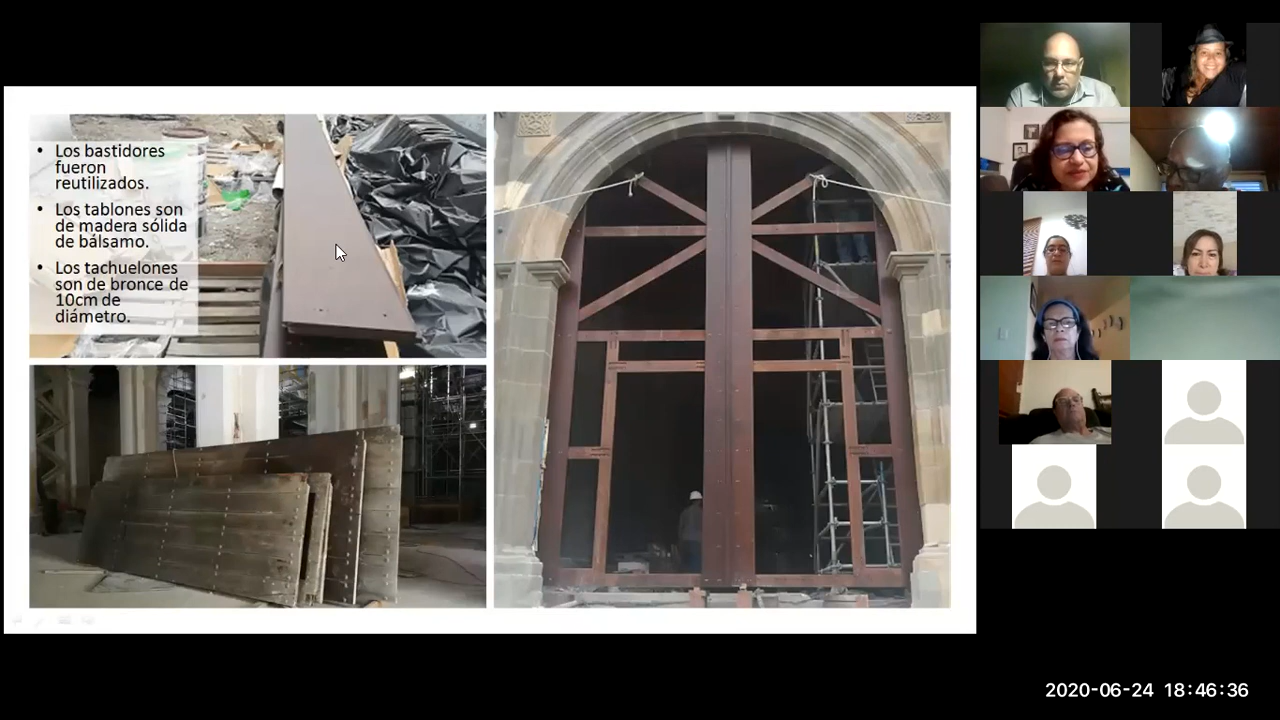 • Los bastidores
fueron
reutilizados.
• Los tablones son
de madera sólida
de bálsamo.
• Los tachuelones
son de bronce de
10cm de
diámetro.
2020-06-24 18:46:36